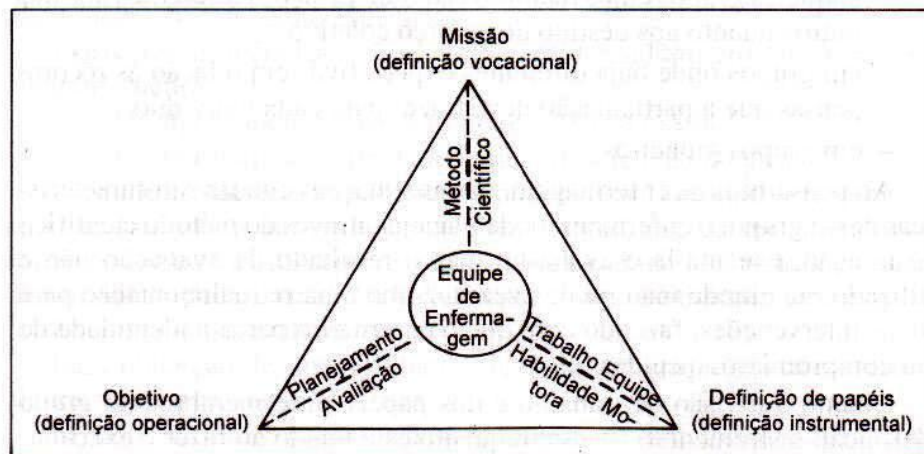 Missão
(definição vocacional)
Método
Científico
Equipe
de
Enferma-
gem
Planejamento
Avaliação
Trabalho Equipe
Habilidade Mo-
tora
Objetivo
(definição operacional)
Definição de papéis
(definição instrumental)